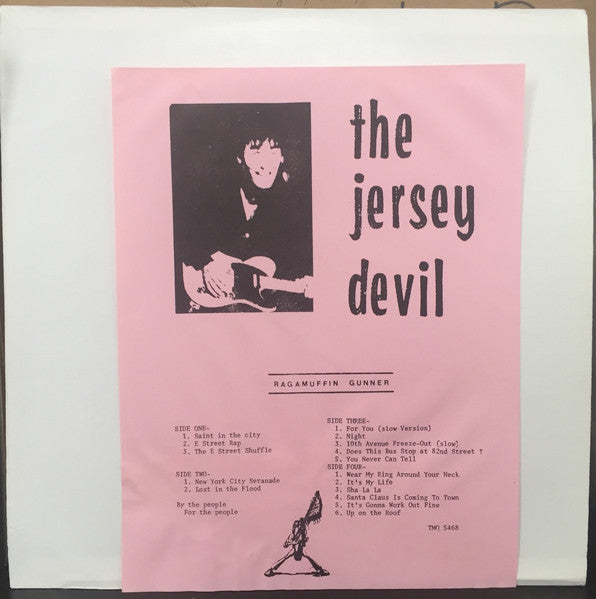 the
jersey
devil
RAGAMUFFIN GUNNER
SIDE ONE-
1. Saint in the city
2. E Street Rap
3. The E Street Shuffle
SIDE TWO-
1. New York City Seranade
2. Lost in the Flood
By the people
For the people
SIDE THREE-
1. For You (slow Version)
2. Night
3. 10th Avenue Freeze-Out (slow)
4. Does This Bus Stop at 82nd Street ?
5. You Never Can Tell
SIDE FOUR-
1. Wear My Ring Around Your Neck
2. It's My Life
3. Sha La La
4. Santa Claus Is Coming To Town
5. It's Gonna Work Out Fine
6. Up on the Roof
TMQ S468